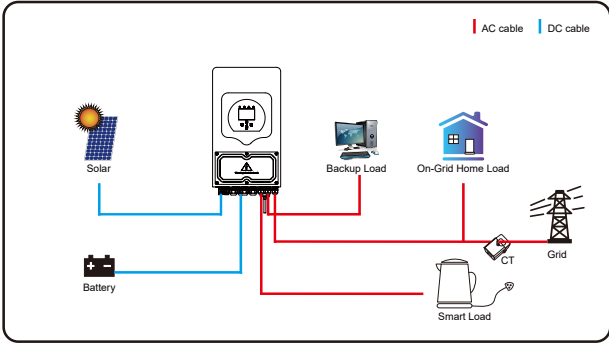 AC cable
DC cable
Solar
Backup Load
On-Grid Home Load
CT
Grid
Battery
Smart Load